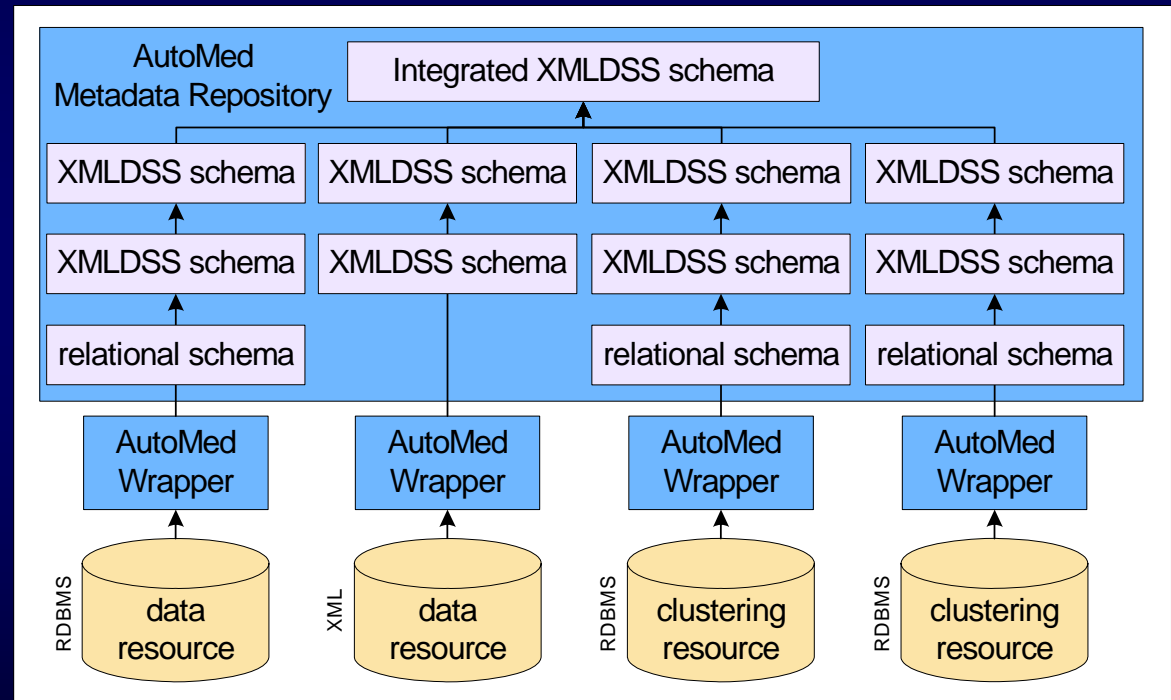 AutoMed
Metadata Repository
Integrated XMLDSS schema
XMLDSS schema
XMLDSS schema
XMLDSS schema
XMLDSS schema
XMLDSS schema
XMLDSS schema
XMLDSS schema
XMLDSS schema
relational schema
relational schema
relational schema
AutoMed
Wrapper
AutoMed
Wrapper
AutoMed
Wrapper
AutoMed
Wrapper
RDBMS
data
resource
XML
data
resource
RDBMS
clustering
resource
RDBMS
clustering
resource